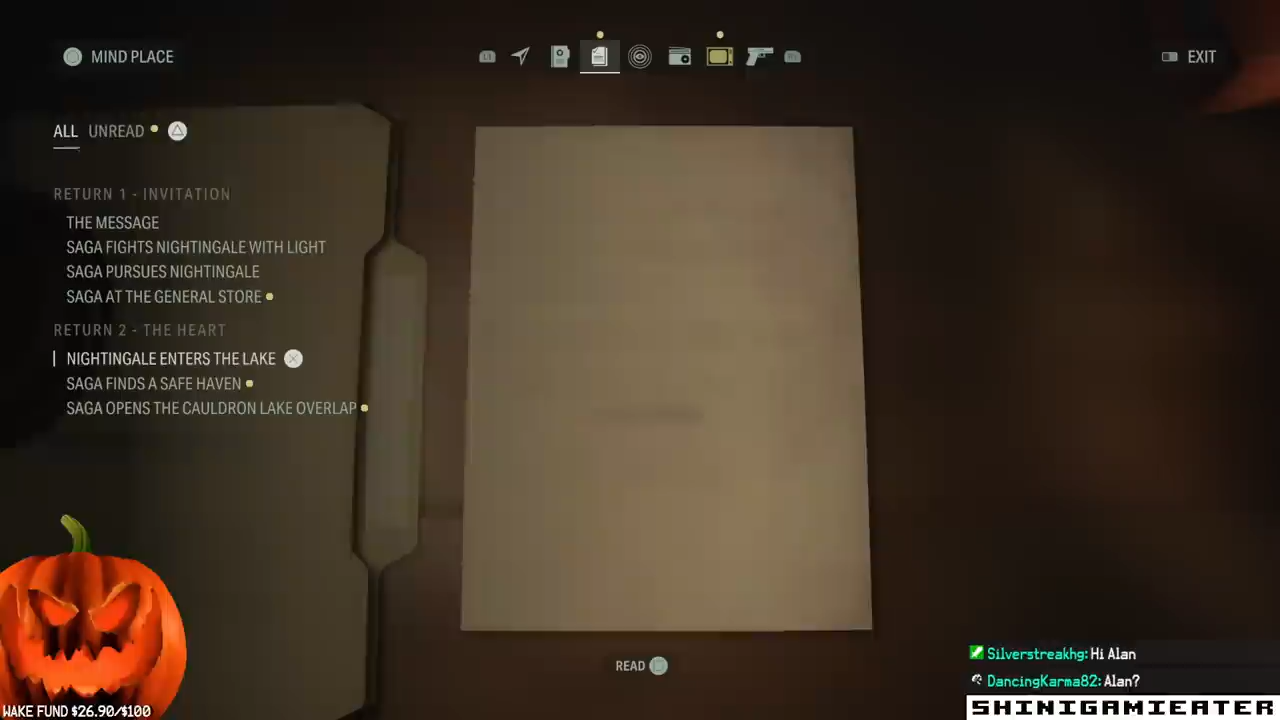 MIND PLACE
L1
R1
EXIT
ALL UNREAD
RETURN 1 - INVITATION
THE MESSAGE
SAGA FIGHTS NIGHTINGALE WITH LIGHT
SAGA PURSUES NIGHTINGALE
SAGA AT THE GENERAL STORE
RETURN 2 - THE HEART
NIGHTINGALE ENTERS THE LAKE
SAGA FINDS A SAFE HAVEN
SAGA OPENS THE CAULDRON LAKE OVERLAP
READ
Silverstreakhg: Hi Alan
DancingKarma82: Alan?
SHINIGAMIEATER
WAKE FUND $26.90/$100